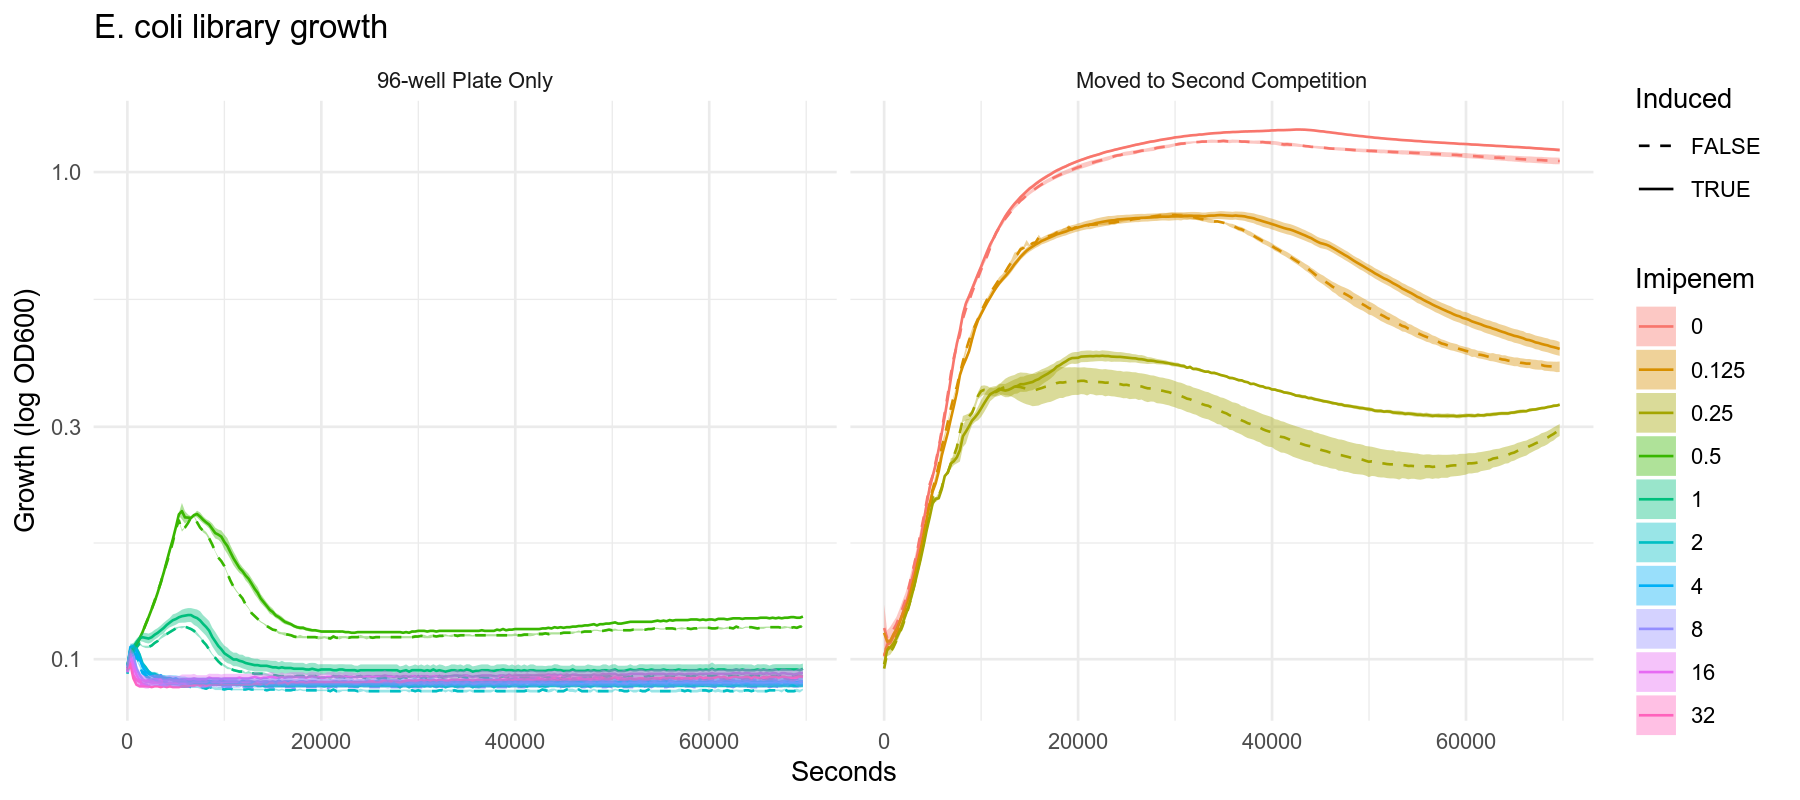 E. coli library growth
96-well Plate Only
Moved to Second Competition
Growth (log OD600)
1.0
0.3
0.1
0
20000
40000
60000
0
20000
40000
60000
Seconds
Induced
FALSE
TRUE
Imipenem
0
0.125
0.25
0.5
1
2
4
8
16
32